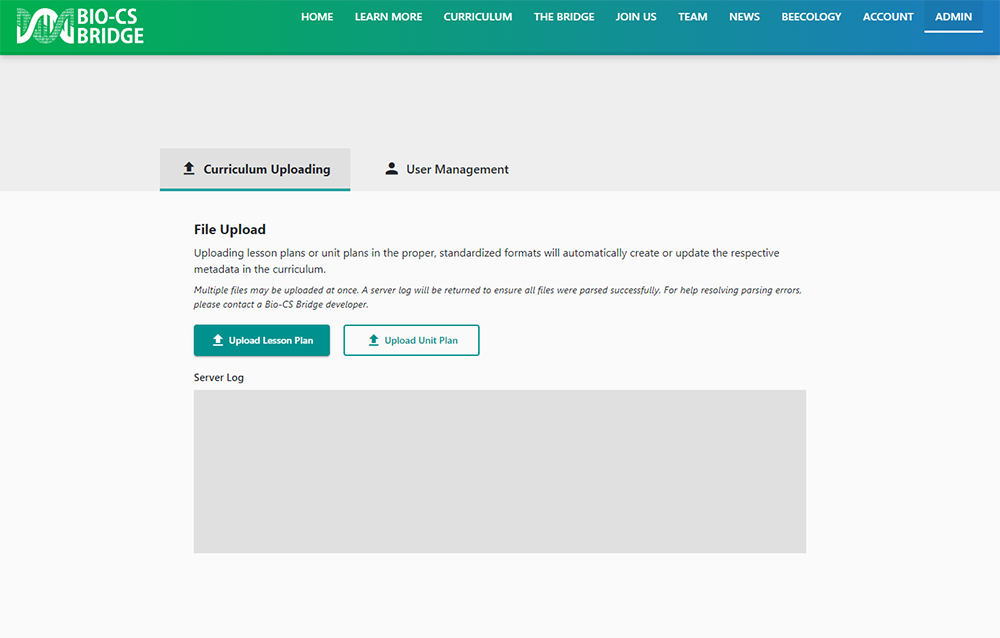 BIO-CS
BRIDGE
HOME LEARN MORE CURRICULUM THE BRIDGE JOIN US TEAM NEWS BEECOLOGY ACCOUNT ADMIN
Curriculum Uploading User Management
File Upload
Uploading lesson plans or unit plans in the proper, standardized formats will automatically create or update the respective
metadata in the curriculum.
Multiple files may be uploaded at once. A server log will be returned to ensure all files were parsed successfully. For help resolving parsing errors,
please contact a Bio-CS Bridge developer.
Upload Lesson Plan Upload Unit Plan
Server Log